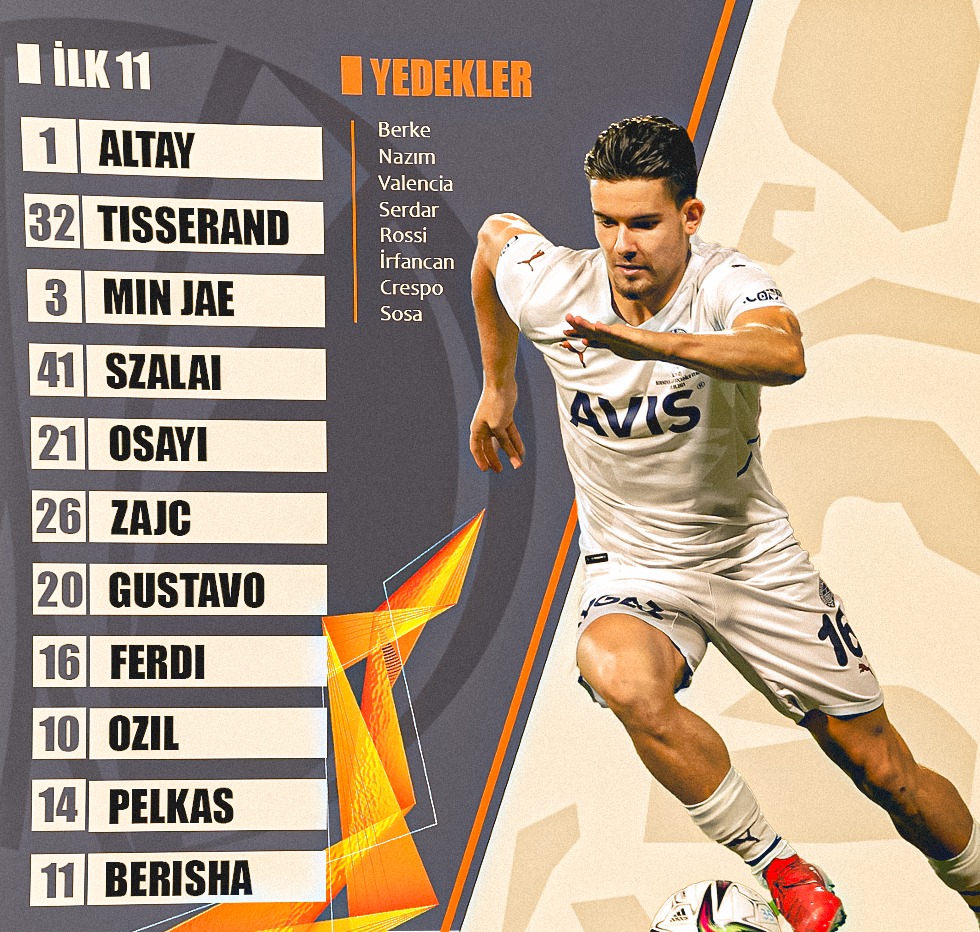 İLK 11
1 ALTAY
32 TISSERAND
3 MIN JAE
41 SZALAI
21 OSAYI
26 ZAJC
20 GUSTAVO
16 FERDI
10 OZIL
14 PELKAS
11 BERISHA
YEDEKLER
Berke
Nazım
Valencia
Serdar
Rossi
İrfancan
Crespo
Sosa
AVIS
16